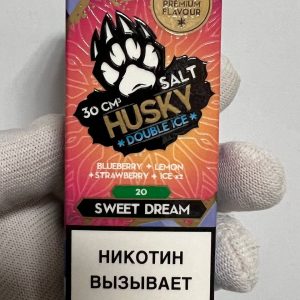 PREMIUM
FLAVOUR
30 CM³
SALT
HUSKY
* DOUBLE ICE *
BLUEBERRY + LEMON
+ STRAWBERRY + ICE x2
20
SWEET DREAM
НИКОТИН
ВЫЗЫВАЕТ